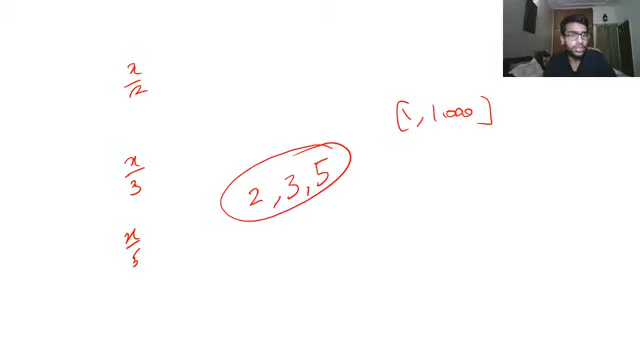 x/2
[1, 1000]
x/3
2, 3, 5
x/5